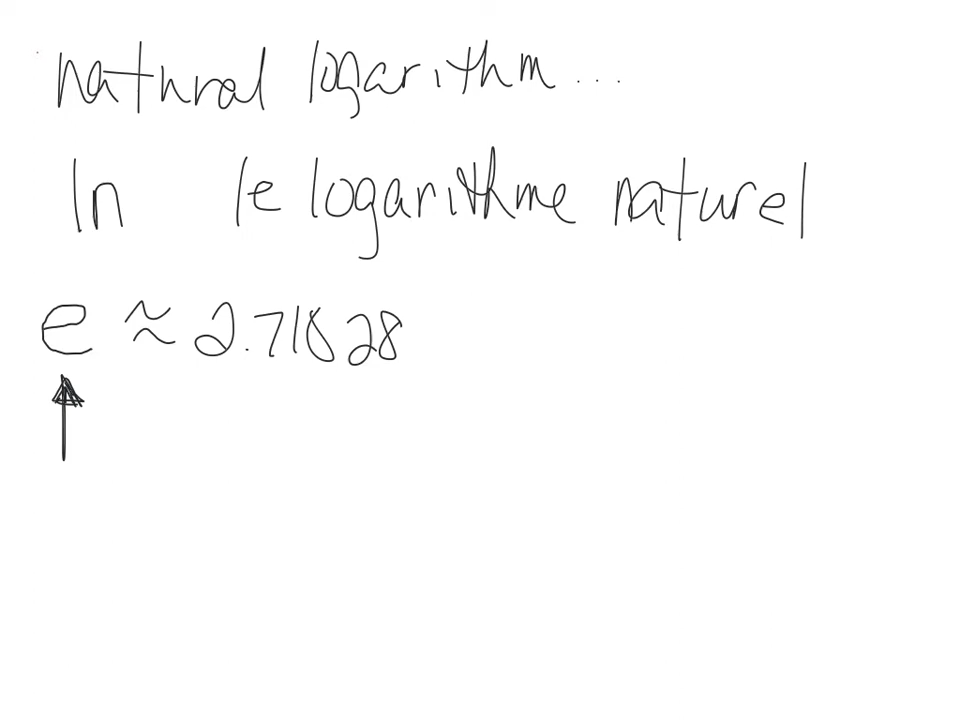 natural logarithm...
ln le logarithme naturel
e ≈ 2.71828